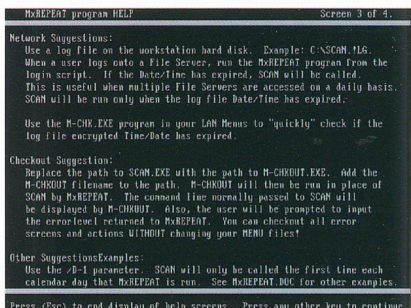 MxREPEAT program HELP Screen 3 of 4.
Network Suggestions:
Use a log file on the workstation hard disk. Example: C:\SCAN.!LG.
When a user logs onto a File Server, run the MxREPEAT program from the
login script. If the Date/Time has expired, SCAN will be called.
This is useful when multiple File Servers are accessed on a daily basis.
SCAN will be run only when the log file Date/Time has expired.
Use the M-CHK.EXE program in your LAN Menus to "quickly" check if the
log file encrypted Time/Date has expired.
Checkout Suggestion:
Replace the path to SCAN.EXE with the path to M-CHKOUT.EXE. Add the
M-CHKOUT filename to the path. M-CHKOUT will then be run in place of
SCAN by MxREPEAT. The command line normally passed to SCAN will
be displayed by M-CHKOUT. Also, the user will be prompted to input
the errorlevel returned to MxREPEAT. You can checkout all error
screens and actions WITHOUT changing your MENU files!
Other SuggestionsExamples:
Use the /D-1 parameter. SCAN will only be called the first time each
calendar day that MxREPEAT is run. See MxREPEAT.DOC for other examples.
Press (Esc) to end display of help screens. Press any other key to continue